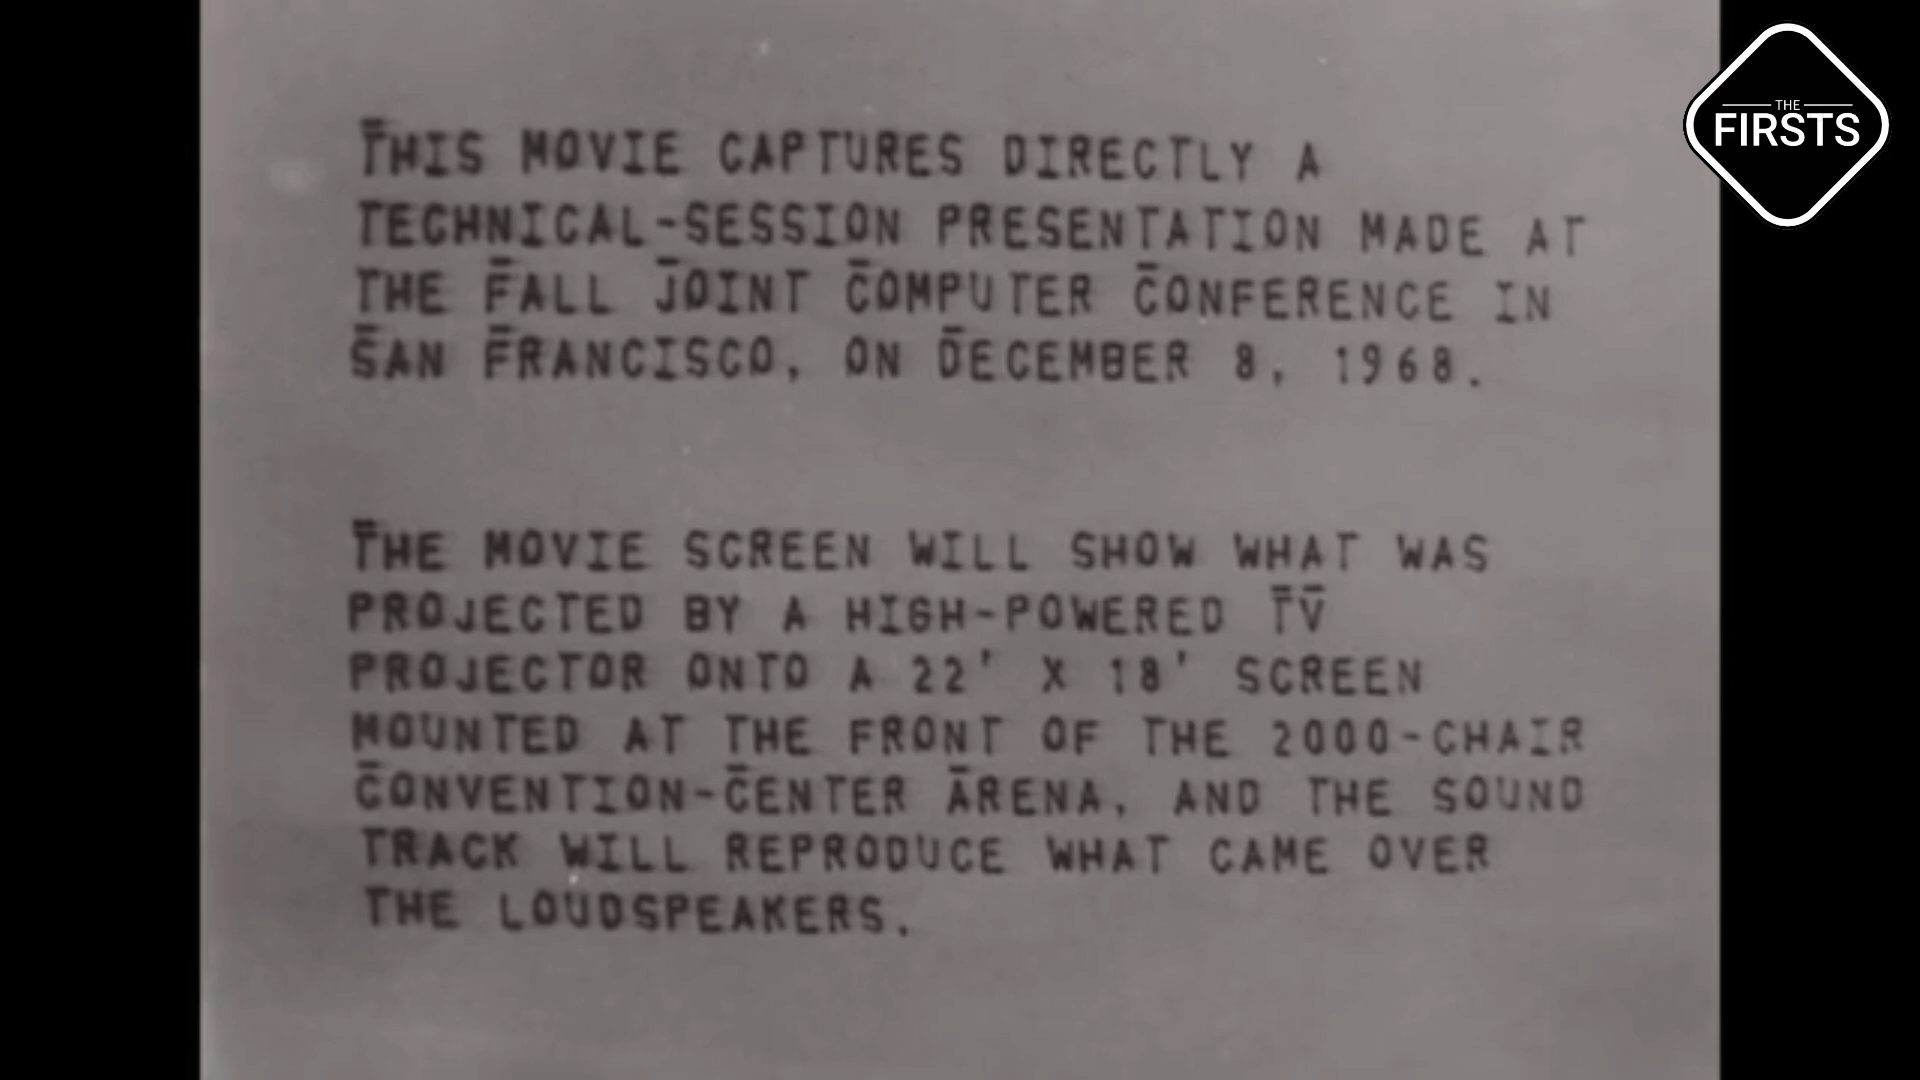 THIS MOVIE CAPTURES DIRECTLY A
TECHNICAL-SESSION PRESENTATION MADE AT
THE FALL JOINT COMPUTER CONFERENCE IN
SAN FRANCISCO, ON DECEMBER 8, 1968.
THE MOVIE SCREEN WILL SHOW WHAT WAS
PROJECTED BY A HIGH-POWERED TV
PROJECTOR ONTO A 22' X 18' SCREEN
MOUNTED AT THE FRONT OF THE 2000-CHAIR
CONVENTION-CENTER ARENA, AND THE SOUND
TRACK WILL REPRODUCE WHAT CAME OVER
THE LOUDSPEAKERS.
THE
FIRSTS